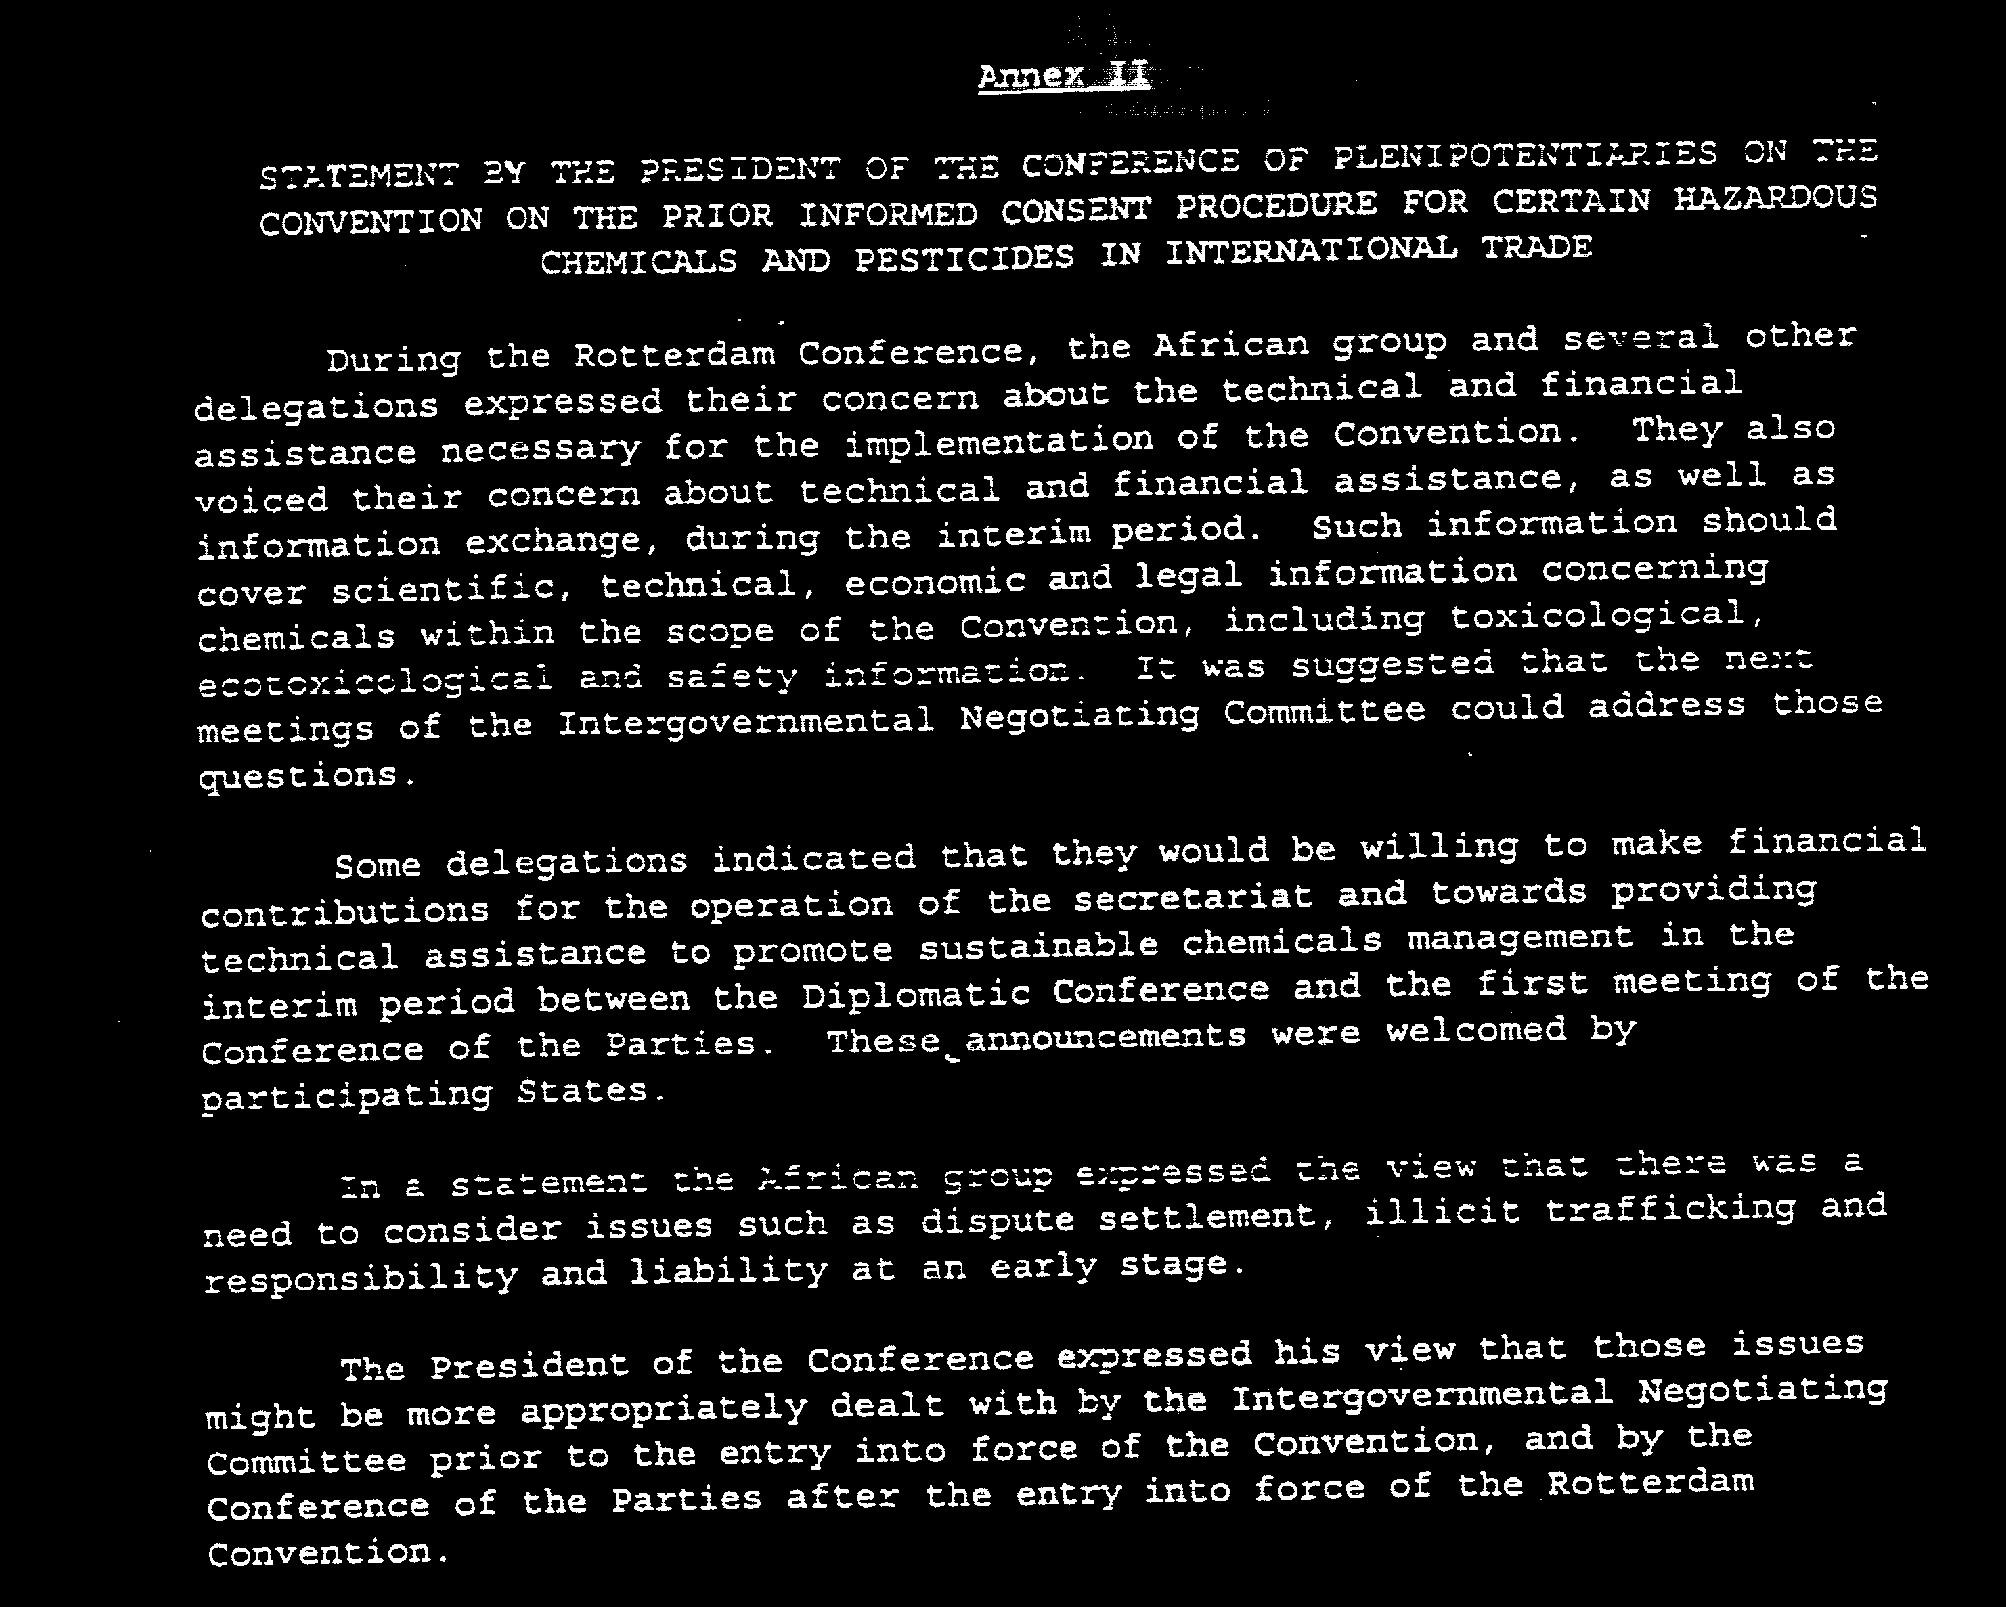 Annex II
STATEMENT BY THE PRESIDENT OF THE CONFERENCE OF PLENIPOTENTIARIES ON THE
CONVENTION ON THE PRIOR INFORMED CONSENT PROCEDURE FOR CERTAIN HAZARDOUS
CHEMICALS AND PESTICIDES IN INTERNATIONAL TRADE
During the Rotterdam Conference, the African group and several other
delegations expressed their concern about the technical and financial
assistance necessary for the implementation of the Convention. They also
voiced their concern about technical and financial assistance, as well as
information exchange, during the interim period. Such information should
cover scientific, technical, economic and legal information concerning
chemicals within the scope of the Convention, including toxicological,
ecotoxicological and safety information. It was suggested that the next
meetings of the Intergovernmental Negotiating Committee could address those
questions.
Some delegations indicated that they would be willing to make financial
contributions for the operation of the secretariat and towards providing
technical assistance to promote sustainable chemicals management in the
interim period between the Diplomatic Conference and the first meeting of the
Conference of the Parties. These announcements were welcomed by
participating States.
In a statement the African group expressed the view that there was a
need to consider issues such as dispute settlement, illicit trafficking and
responsibility and liability at an early stage.
The President of the Conference expressed his view that those issues
might be more appropriately dealt with by the Intergovernmental Negotiating
Committee prior to the entry into force of the Convention, and by the
Conference of the Parties after the entry into force of the Rotterdam
Convention.